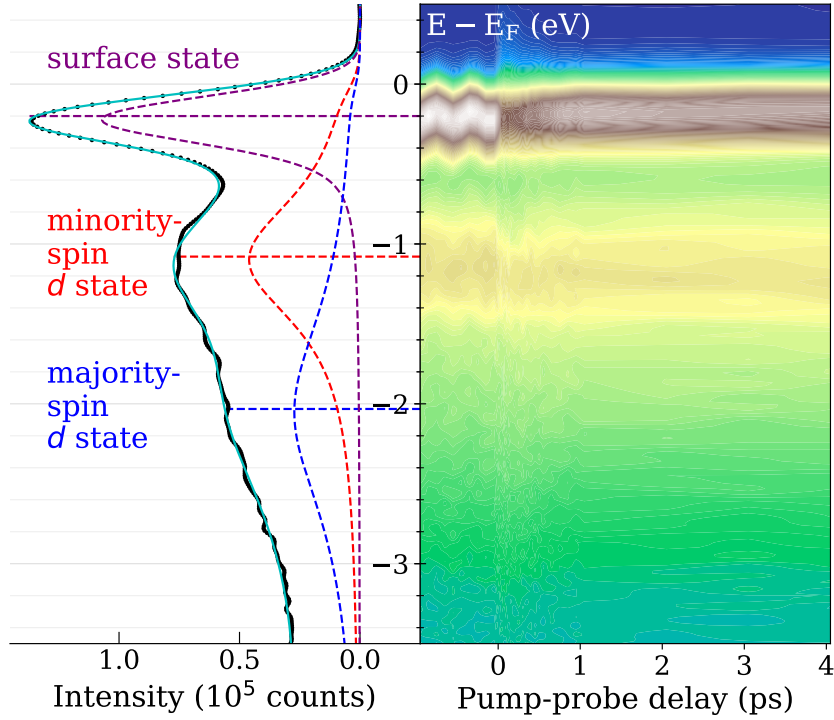 E − E_F (eV)
surface state
0
minority-
spin
d state
−1
majority-
spin
d state
−2
−3
1.0 0.5 0.0
0 1 2 3 4
Intensity (10⁵ counts)
Pump-probe delay (ps)